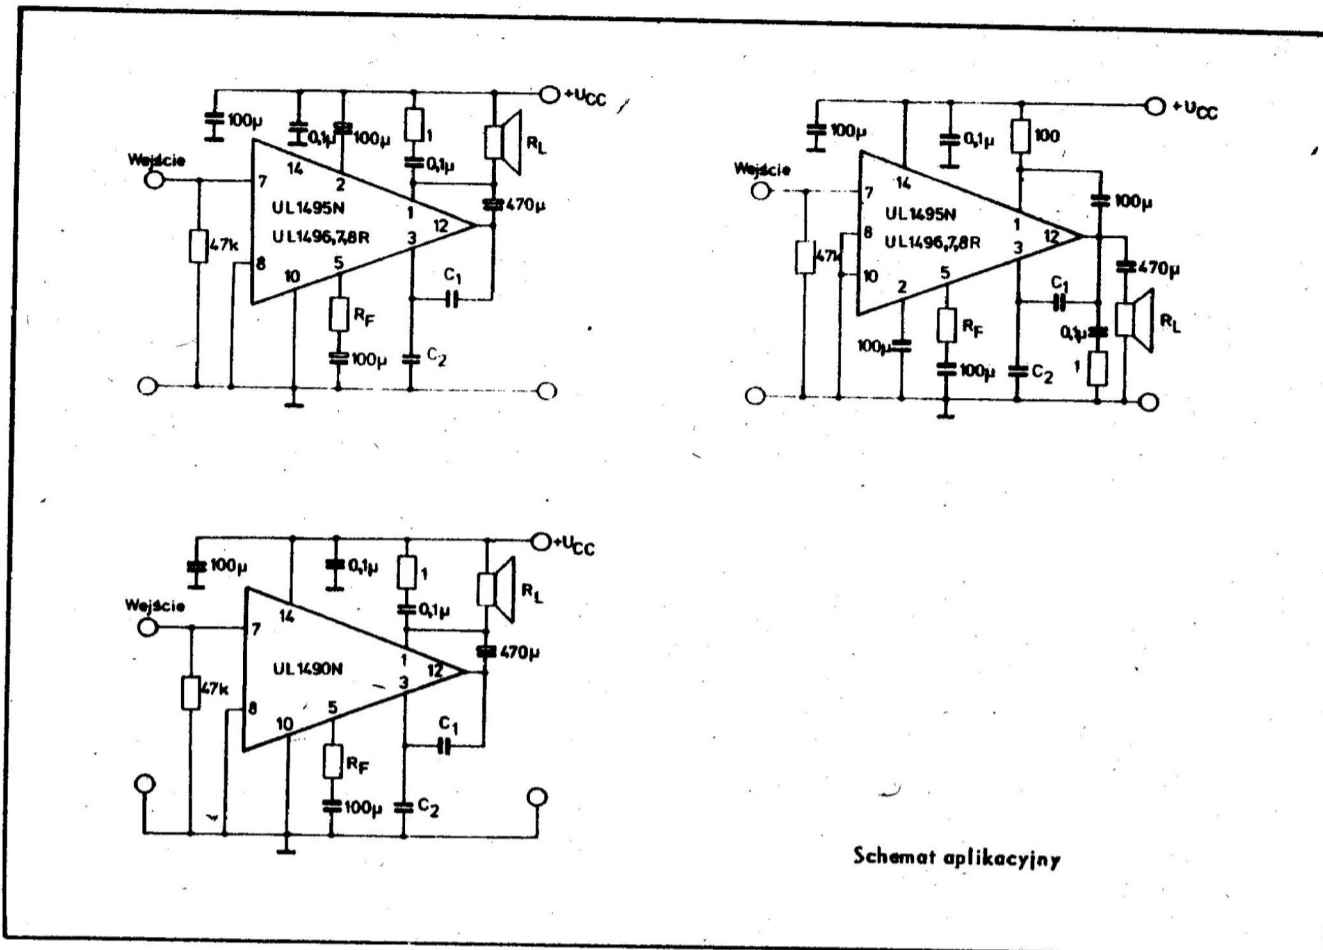 +UCC
100μ
0,1μ
100μ
1
0,1μ
RL
Wejście
7
14
2
UL1495N
UL1496,7,8R
1
12
3
470μ
47k
8
10
5
C1
RF
100μ
C2
+UCC
100μ
0,1μ
100
Wejście
7
14
100μ
UL1495N
UL1496,7,8R
1
12
3
8
47k
10
2
5
470μ
C1
RL
RF
0,1μ
100μ
100μ
C2
1
+UCC
100μ
0,1μ
1
RL
0,1μ
Wejście
7
14
1
470μ
UL1490N
12
3
47k
8
10
5
C1
RF
100μ
C2
Schemat aplikacyjny